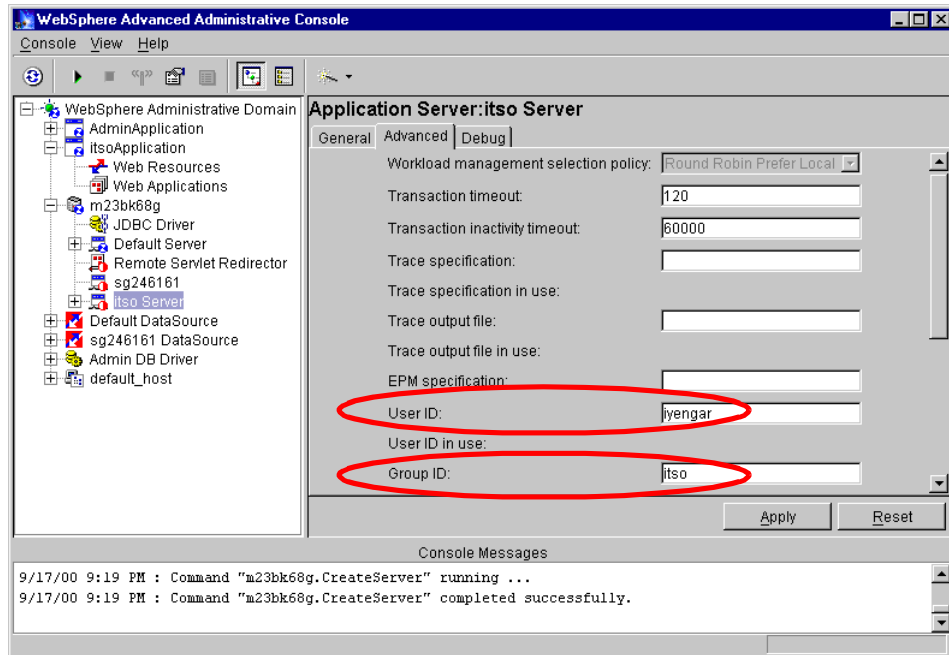 WebSphere Advanced Administrative Console
Console View Help
WebSphere Administrative Domain
AdminApplication
itsoApplication
Web Resources
Web Applications
m23bk68g
JDBC Driver
Default Server
Remote Servlet Redirector
sg246161
itso Server
Default DataSource
sg246161 DataSource
Admin DB Driver
default_host
Application Server:itso Server
General Advanced Debug
Workload management selection policy: Round Robin Prefer Local
Transaction timeout: 120
Transaction inactivity timeout: 60000
Trace specification:
Trace specification in use:
Trace output file:
Trace output file in use:
EPM specification:
User ID: iyengar
User ID in use:
Group ID: itso
Apply Reset
Console Messages
9/17/00 9:19 PM : Command "m23bk68g.CreateServer" running ...
9/17/00 9:19 PM : Command "m23bk68g.CreateServer" completed successfully.